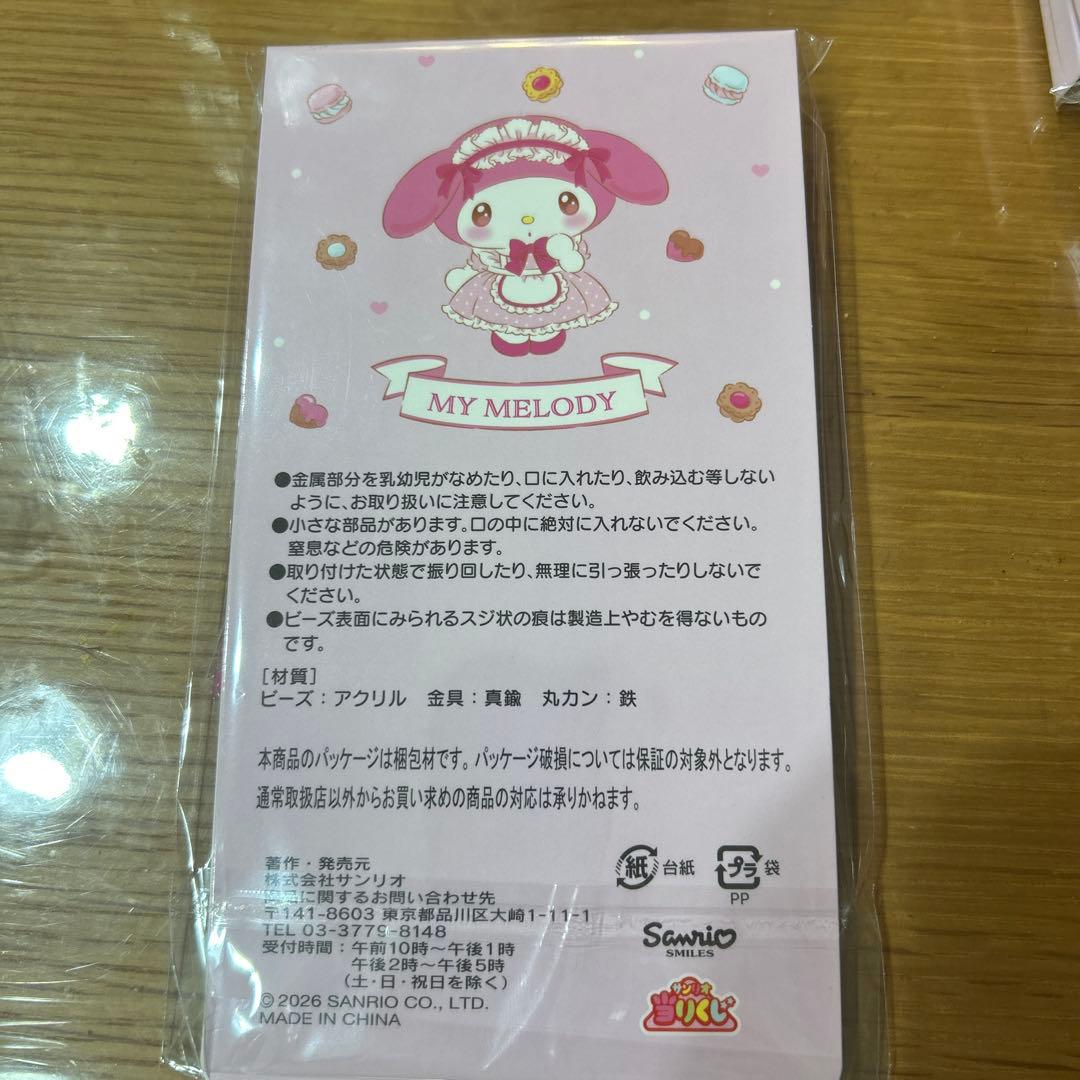 MY MELODY
●金属部分を乳幼児がなめたり、口に入れたり、飲み込む等しない
ように、お取り扱いに注意してください。
●小さな部品があります。口の中に絶対に入れないでください。
窒息などの危険があります。
●取り付けた状態で振り回したり、無理に引っ張ったりしないで
ください。
●ビーズ表面にみられるスジ状の痕は製造上やむを得ないもの
です。
[材質]
ビーズ：アクリル 金具：真鍮 丸カン：鉄
本商品のパッケージは梱包材です。パッケージ破損については保証の対象外となります。
通常取扱店以外からお買い求めの商品の対応は承りかねます。
著作・発売元
株式会社サンリオ
商品に関するお問い合わせ先
〒141-8603 東京都品川区大崎1-11-1
TEL 03-3779-8148
受付時間：午前10時〜午後1時
午後2時〜午後5時
（土・日・祝日を除く）
©2026 SANRIO CO., LTD.
MADE IN CHINA
紙 台紙
プラ 袋
PP
Sanrio
SMILES
サンリオ
当りくじ